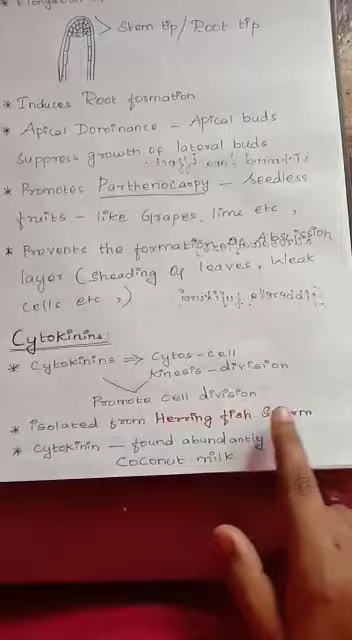 * Elongation
Stem tip / Root tip
* Induces Root formation
* Apical Dominance - Apical buds
Suppress growth of lateral buds
* Promotes Parthenocarpy - Seedless
fruits - like Grapes, lime etc,
* Prevents the formation of Abscission
layer (sheading of leaves, weak
cells etc,)
Cytokinins:
* Cytokinins ⇒ Cytos-cell
kinesis-division
Promote cell division
* isolated from Herring fish
* Cytokinin - found abundantly
Coconut milk